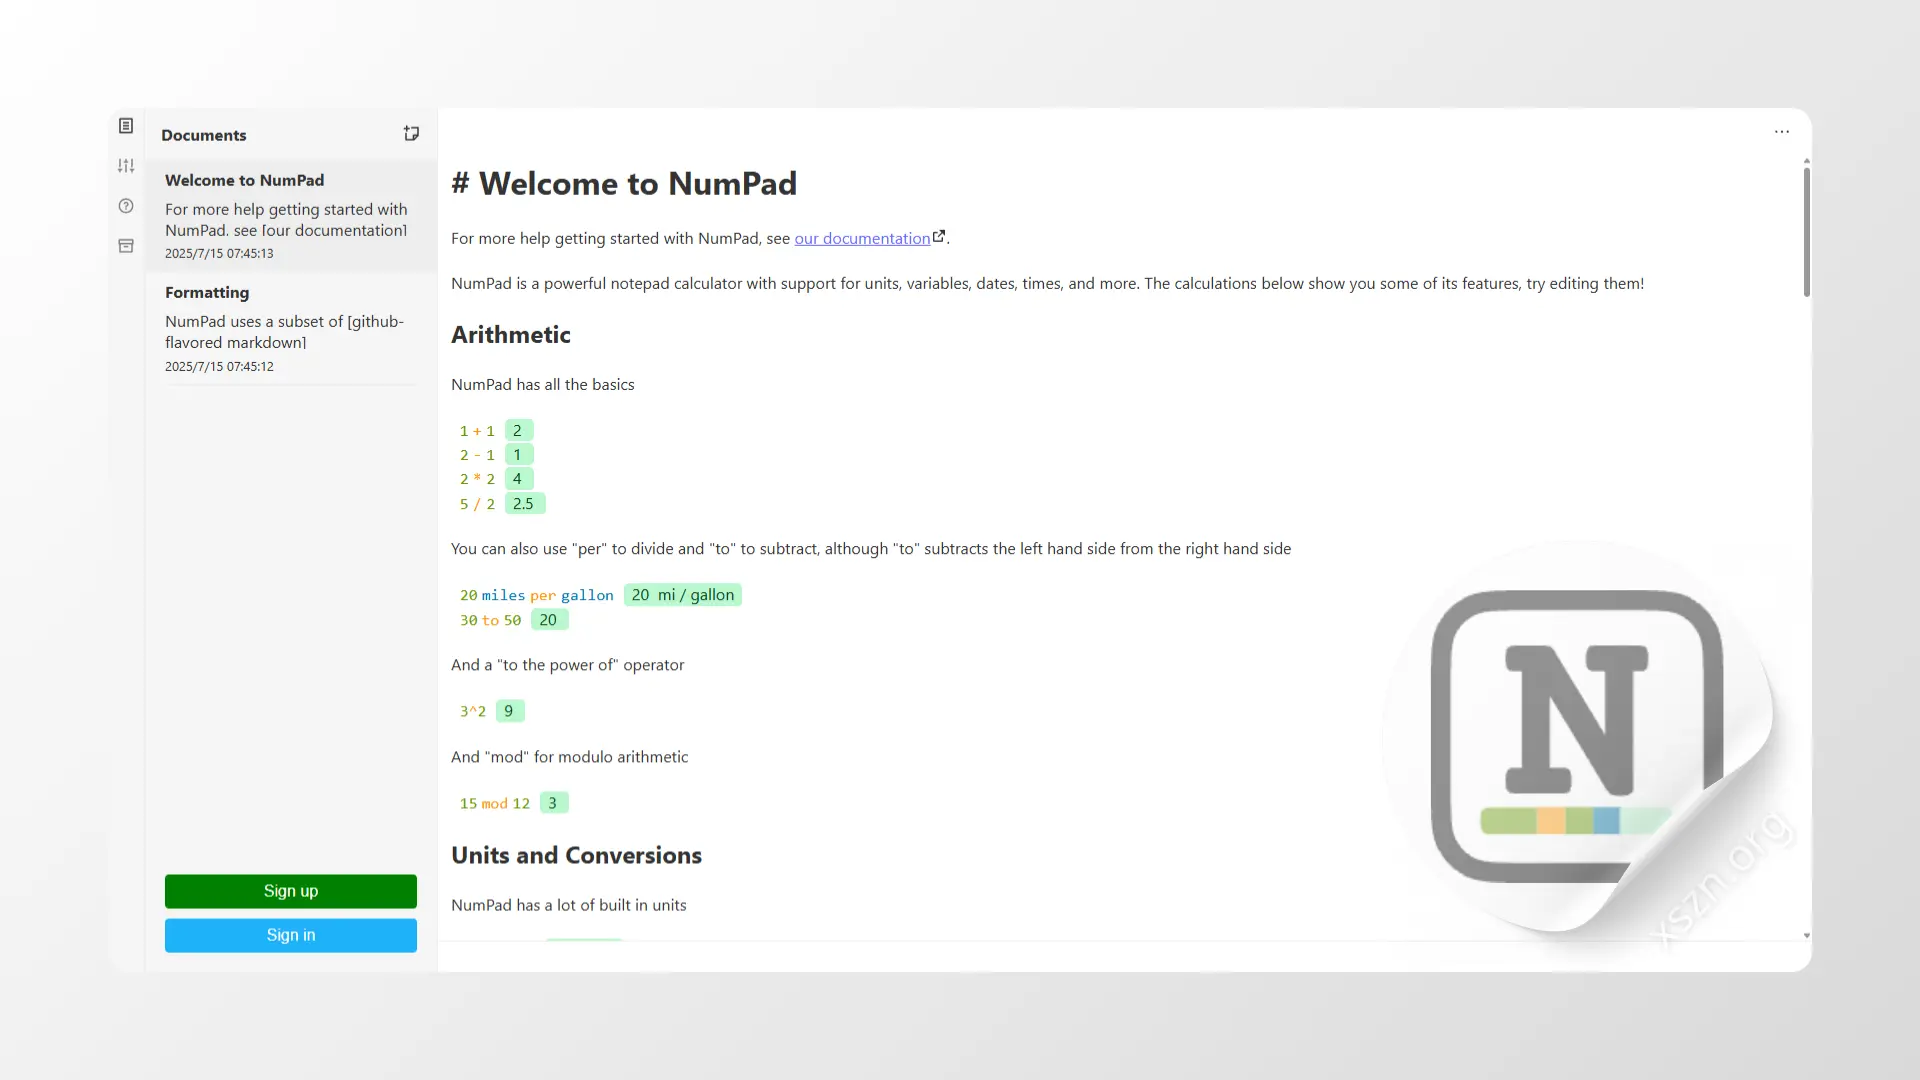 Documents
Welcome to NumPad
For more help getting started with
NumPad, see [our documentation]
2025/7/15 07:45:13
Formatting
NumPad uses a subset of [github-
flavored markdown]
2025/7/15 07:45:12
Sign up
Sign in
# Welcome to NumPad
For more help getting started with NumPad, see our documentation.
NumPad is a powerful notepad calculator with support for units, variables, dates, times, and more. The calculations below show you some of its features, try editing them!
Arithmetic
NumPad has all the basics
1 + 1 2
2 - 1 1
2 * 2 4
5 / 2 2.5
You can also use "per" to divide and "to" to subtract, although "to" subtracts the left hand side from the right hand side
20 miles per gallon 20 mi / gallon
30 to 50 20
And a "to the power of" operator
3^2 9
And "mod" for modulo arithmetic
15 mod 12 3
Units and Conversions
NumPad has a lot of built in units
N
xszn.org